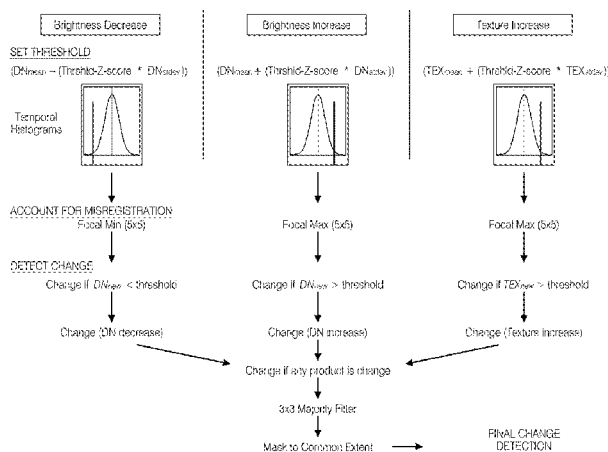 Brightness Decrease
Brightness Increase
Texture Increase
SET THRESHOLD
(DNmean - (Threhld-Z-score * DNstdev))
(DNmean + (Threhld-Z-score * DNstdev))
(TEXmean + (Threhld-Z-score * TEXstdev))
Temporal
Histograms
ACCOUNT FOR MISREGISTRATION
Focal Min (5x5)
Focal Max (5x5)
Focal Max (5x5)
DETECT CHANGE
Change if DNnew < threshold
Change if DNnew > threshold
Change if TEXnew > threshold
Change (DN decrease)
Change (DN increase)
Change (Texture increase)
Change if any product is change
3x3 Majority Filter
Mask to Common Extent
FINAL CHANGE
DETECTION